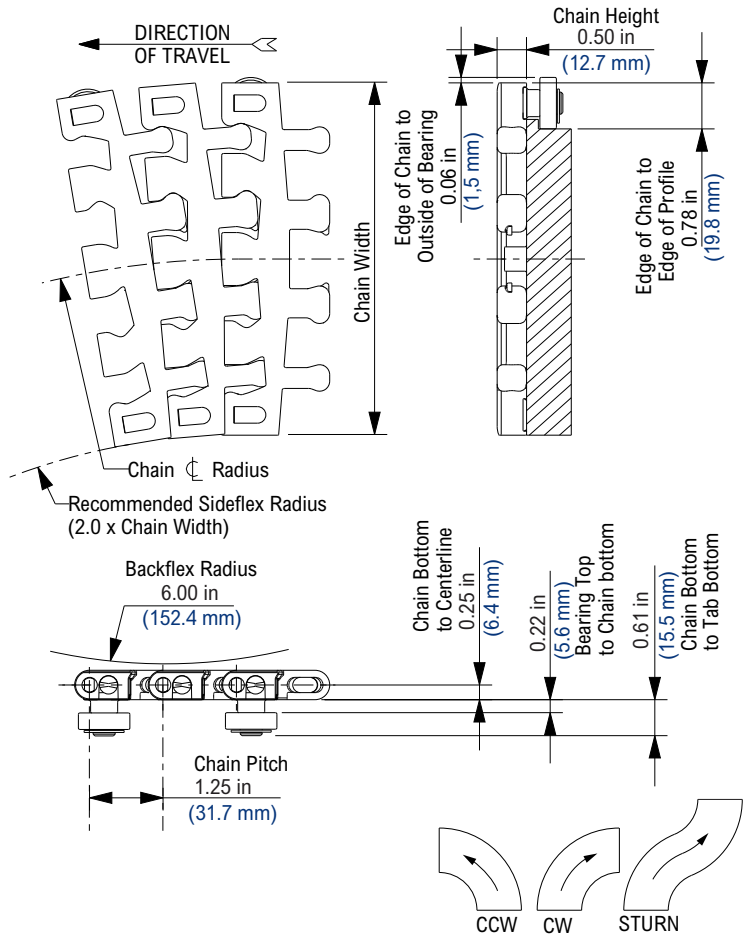 DIRECTION
OF TRAVEL
Chain Height
0.50 in
(12.7 mm)
Edge of Chain to
Outside of Bearing
0.06 in
(1,5 mm)
Edge of Chain to
Edge of Profile
0.78 in
(19.8 mm)
Chain Width
Chain ℄ Radius
Recommended Sideflex Radius
(2.0 x Chain Width)
Backflex Radius
6.00 in
(152.4 mm)
Chain Bottom
to Centerline
0.25 in
(6.4 mm)
0.22 in
(5.6 mm)
Bearing Top
to Chain bottom
0.61 in
(15.5 mm)
Chain Bottom
to Tab Bottom
Chain Pitch
1.25 in
(31.7 mm)
CCW
CW
STURN